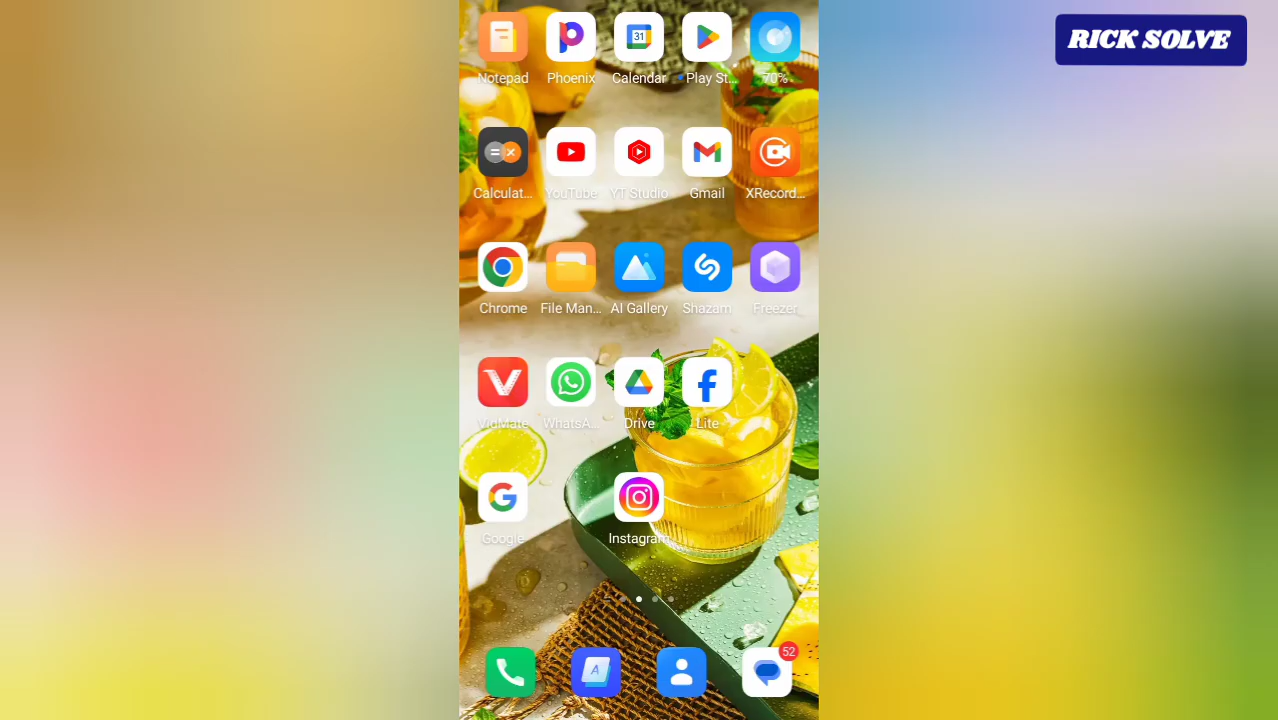 RICK SOLVE
31
Notepad Phoenix Calendar Play St... 70%
Calculat... YouTube YT Studio Gmail XRecord...
Chrome File Man... AI Gallery Shazam Freezer
VidMate WhatsA... Drive Lite
Google Instagram
A
52